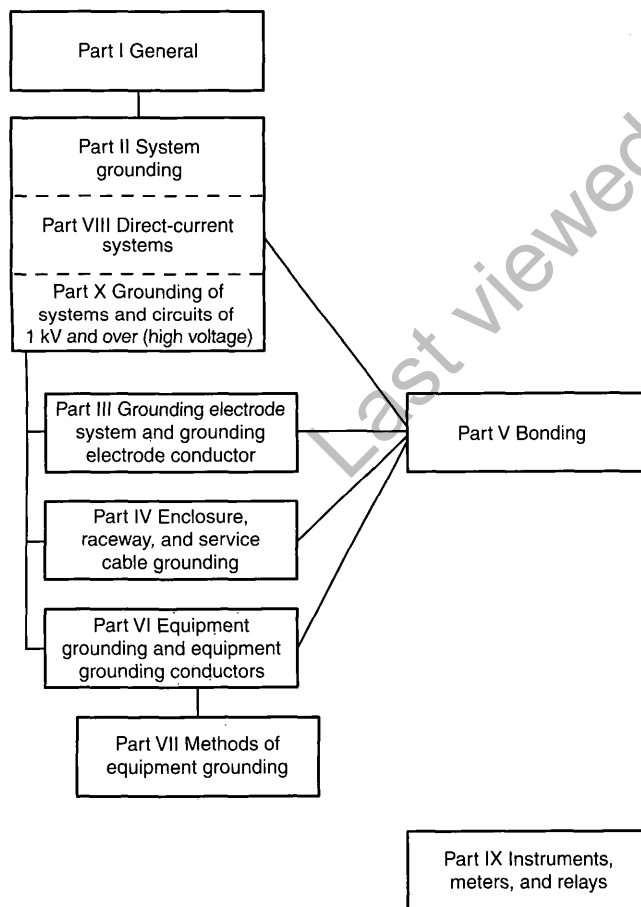 Part I General
Part II System
grounding
Part VIII Direct-current
systems
Part X Grounding of
systems and circuits of
1 kV and over (high voltage)
Part III Grounding electrode
system and grounding
electrode conductor
Part V Bonding
Part IV Enclosure,
raceway, and service
cable grounding
Part VI Equipment
grounding and equipment
grounding conductors
Part VII Methods of
equipment grounding
Part IX Instruments,
meters, and relays
Last viewed